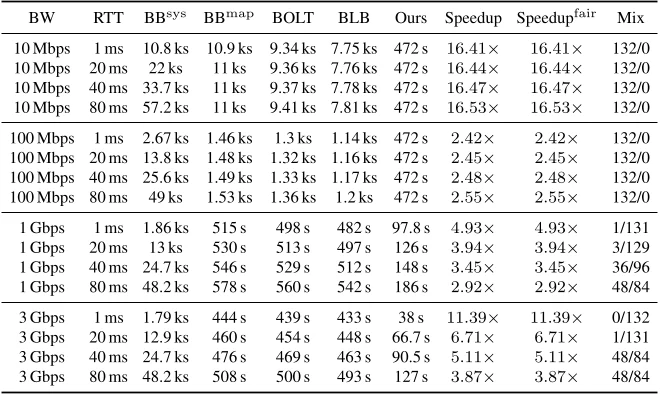 BW RTT BB^sys BB^map BOLT BLB Ours Speedup Speedup^fair Mix
10 Mbps 1 ms 10.8 ks 10.9 ks 9.34 ks 7.75 ks 472 s 16.41× 16.41× 132/0
10 Mbps 20 ms 22 ks 11 ks 9.36 ks 7.76 ks 472 s 16.44× 16.44× 132/0
10 Mbps 40 ms 33.7 ks 11 ks 9.37 ks 7.78 ks 472 s 16.47× 16.47× 132/0
10 Mbps 80 ms 57.2 ks 11 ks 9.41 ks 7.81 ks 472 s 16.53× 16.53× 132/0
100 Mbps 1 ms 2.67 ks 1.46 ks 1.3 ks 1.14 ks 472 s 2.42× 2.42× 132/0
100 Mbps 20 ms 13.8 ks 1.48 ks 1.32 ks 1.16 ks 472 s 2.45× 2.45× 132/0
100 Mbps 40 ms 25.6 ks 1.49 ks 1.33 ks 1.17 ks 472 s 2.48× 2.48× 132/0
100 Mbps 80 ms 49 ks 1.53 ks 1.36 ks 1.2 ks 472 s 2.55× 2.55× 132/0
1 Gbps 1 ms 1.86 ks 515 s 498 s 482 s 97.8 s 4.93× 4.93× 1/131
1 Gbps 20 ms 13 ks 530 s 513 s 497 s 126 s 3.94× 3.94× 3/129
1 Gbps 40 ms 24.7 ks 546 s 529 s 512 s 148 s 3.45× 3.45× 36/96
1 Gbps 80 ms 48.2 ks 578 s 560 s 542 s 186 s 2.92× 2.92× 48/84
3 Gbps 1 ms 1.79 ks 444 s 439 s 433 s 38 s 11.39× 11.39× 0/132
3 Gbps 20 ms 12.9 ks 460 s 454 s 448 s 66.7 s 6.71× 6.71× 1/131
3 Gbps 40 ms 24.7 ks 476 s 469 s 463 s 90.5 s 5.11× 5.11× 48/84
3 Gbps 80 ms 48.2 ks 508 s 500 s 493 s 127 s 3.87× 3.87× 48/84